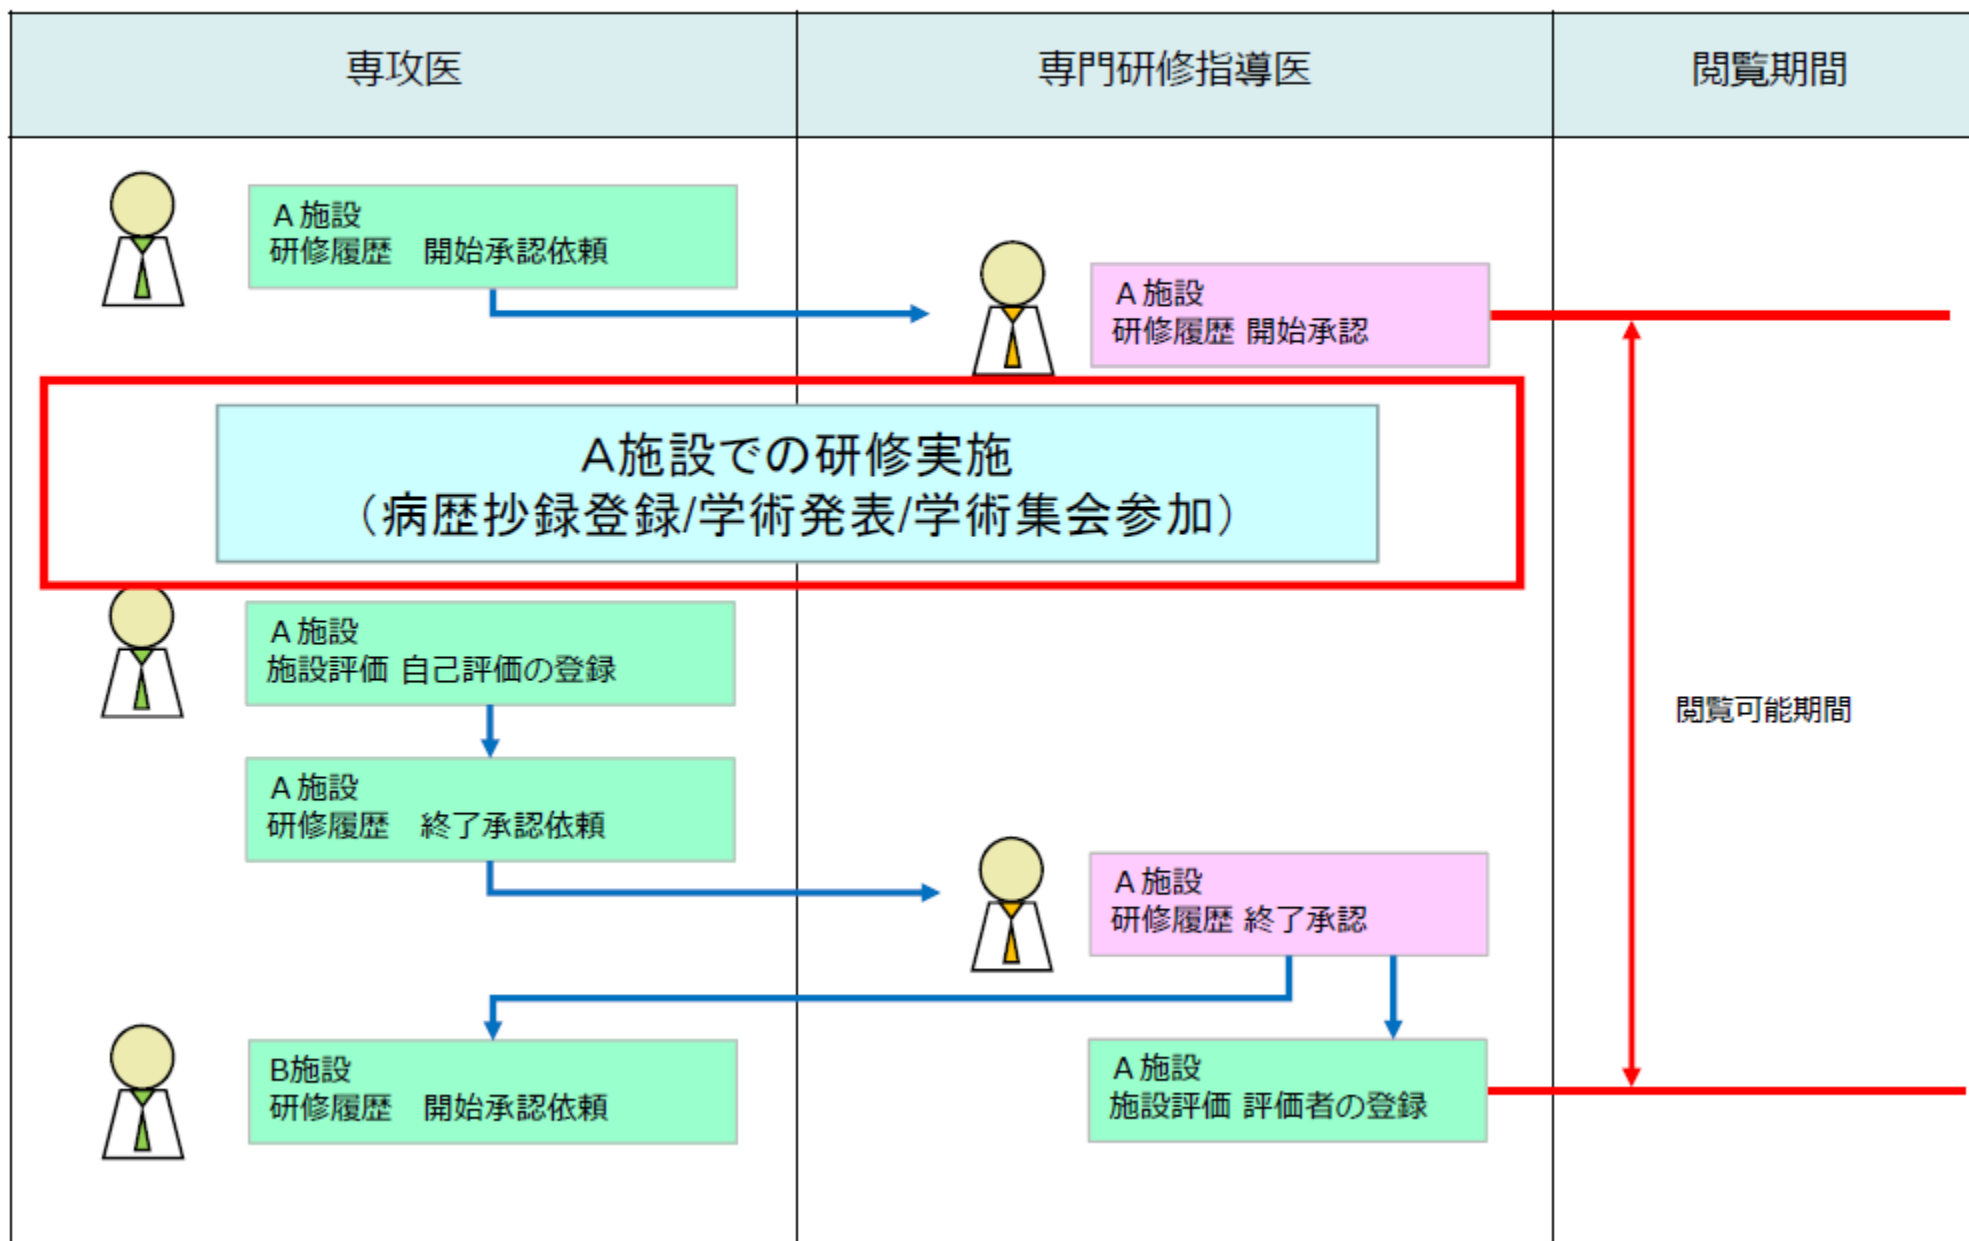 専攻医
専門研修指導医
閲覧期間
A 施設
研修履歴　開始承認依頼
A 施設
研修履歴 開始承認
A施設での研修実施
（病歴抄録登録/学術発表/学術集会参加）
A 施設
施設評価 自己評価の登録
閲覧可能期間
A 施設
研修履歴　終了承認依頼
A 施設
研修履歴 終了承認
B施設
研修履歴　開始承認依頼
A 施設
施設評価 評価者の登録